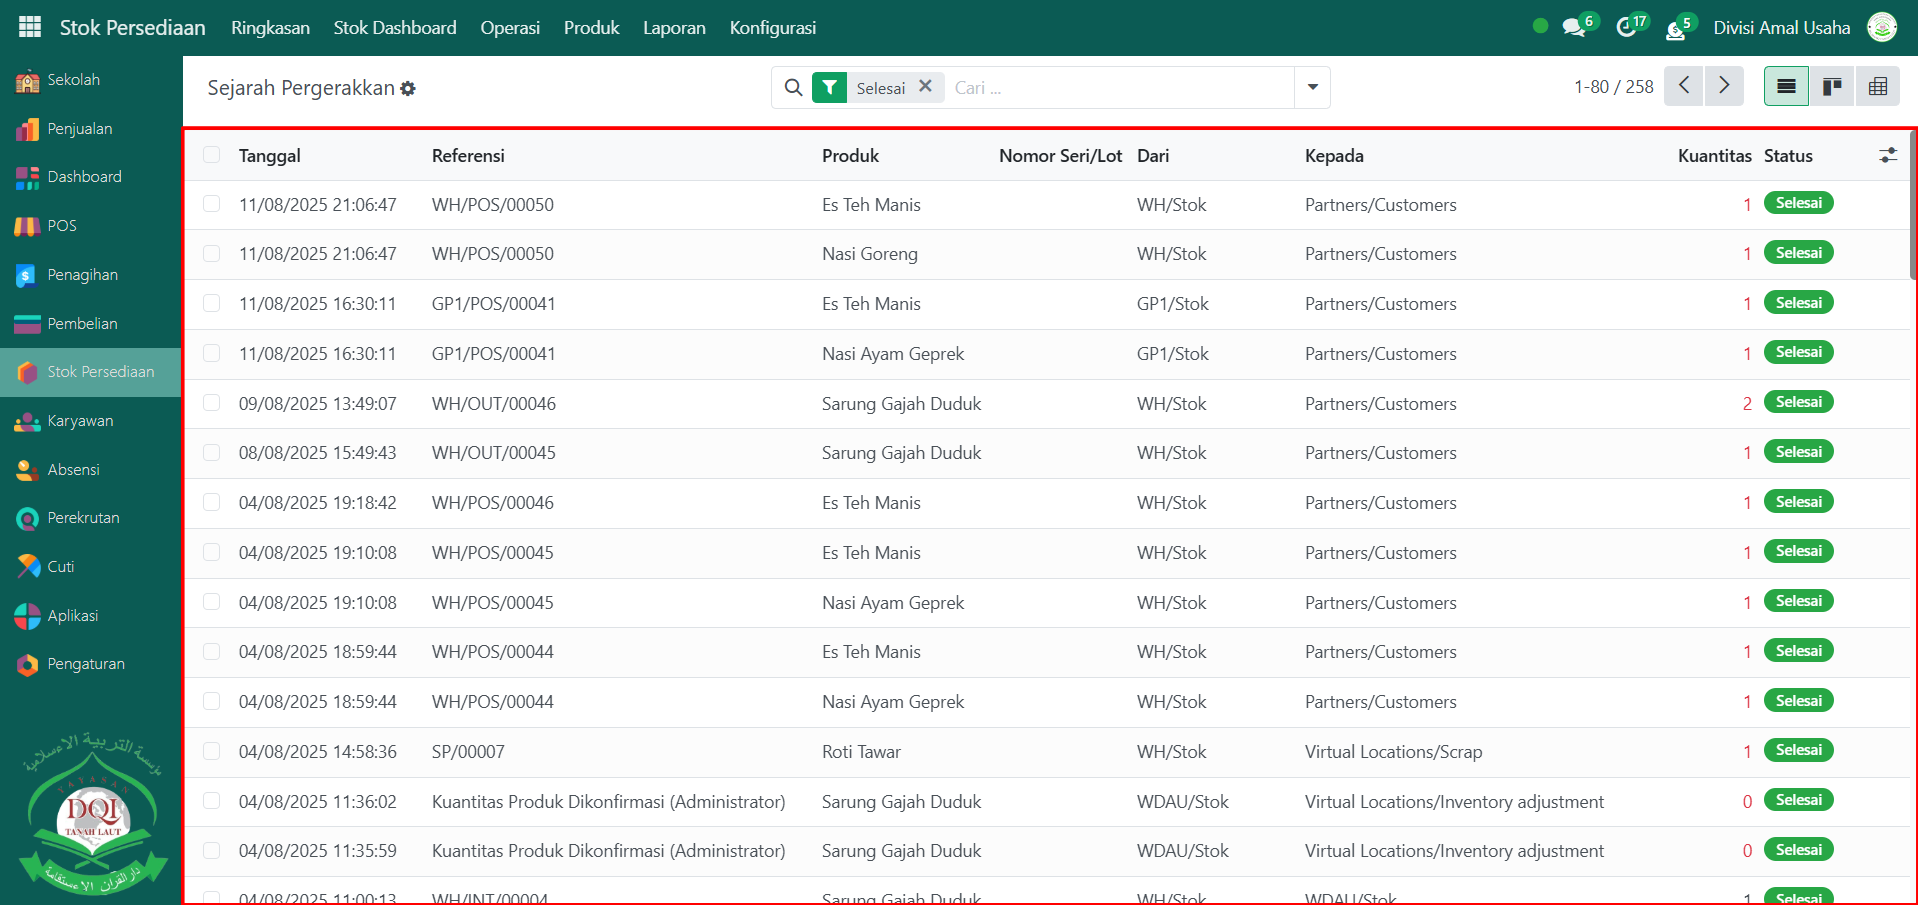 Stok Persediaan Ringkasan Stok Dashboard Operasi Produk Laporan Konfigurasi 6 17 5 Divisi Amal Usaha
Sekolah
Penjualan
Dashboard
POS
Penagihan
Pembelian
Stok Persediaan
Karyawan
Absensi
Perekrutan
Cuti
Aplikasi
Pengaturan
مؤسسة التربية الإسلامية
YAYASAN
DQI
TANAH LAUT
دار القرآن الاستقامة
Sejarah Pergerakkan Selesai Cari ... 1-80 / 258
Tanggal Referensi Produk Nomor Seri/Lot Dari Kepada Kuantitas Status
11/08/2025 21:06:47 WH/POS/00050 Es Teh Manis WH/Stok Partners/Customers 1 Selesai
11/08/2025 21:06:47 WH/POS/00050 Nasi Goreng WH/Stok Partners/Customers 1 Selesai
11/08/2025 16:30:11 GP1/POS/00041 Es Teh Manis GP1/Stok Partners/Customers 1 Selesai
11/08/2025 16:30:11 GP1/POS/00041 Nasi Ayam Geprek GP1/Stok Partners/Customers 1 Selesai
09/08/2025 13:49:07 WH/OUT/00046 Sarung Gajah Duduk WH/Stok Partners/Customers 2 Selesai
08/08/2025 15:49:43 WH/OUT/00045 Sarung Gajah Duduk WH/Stok Partners/Customers 1 Selesai
04/08/2025 19:18:42 WH/POS/00046 Es Teh Manis WH/Stok Partners/Customers 1 Selesai
04/08/2025 19:10:08 WH/POS/00045 Es Teh Manis WH/Stok Partners/Customers 1 Selesai
04/08/2025 19:10:08 WH/POS/00045 Nasi Ayam Geprek WH/Stok Partners/Customers 1 Selesai
04/08/2025 18:59:44 WH/POS/00044 Es Teh Manis WH/Stok Partners/Customers 1 Selesai
04/08/2025 18:59:44 WH/POS/00044 Nasi Ayam Geprek WH/Stok Partners/Customers 1 Selesai
04/08/2025 14:58:36 SP/00007 Roti Tawar WH/Stok Virtual Locations/Scrap 1 Selesai
04/08/2025 11:36:02 Kuantitas Produk Dikonfirmasi (Administrator) Sarung Gajah Duduk WDAU/Stok Virtual Locations/Inventory adjustment 0 Selesai
04/08/2025 11:35:59 Kuantitas Produk Dikonfirmasi (Administrator) Sarung Gajah Duduk WDAU/Stok Virtual Locations/Inventory adjustment 0 Selesai
04/08/2025 11:00:13 WH/INT/00004 Sarung Gajah Duduk WH/Stok WDAU/Stok 1 Selesai